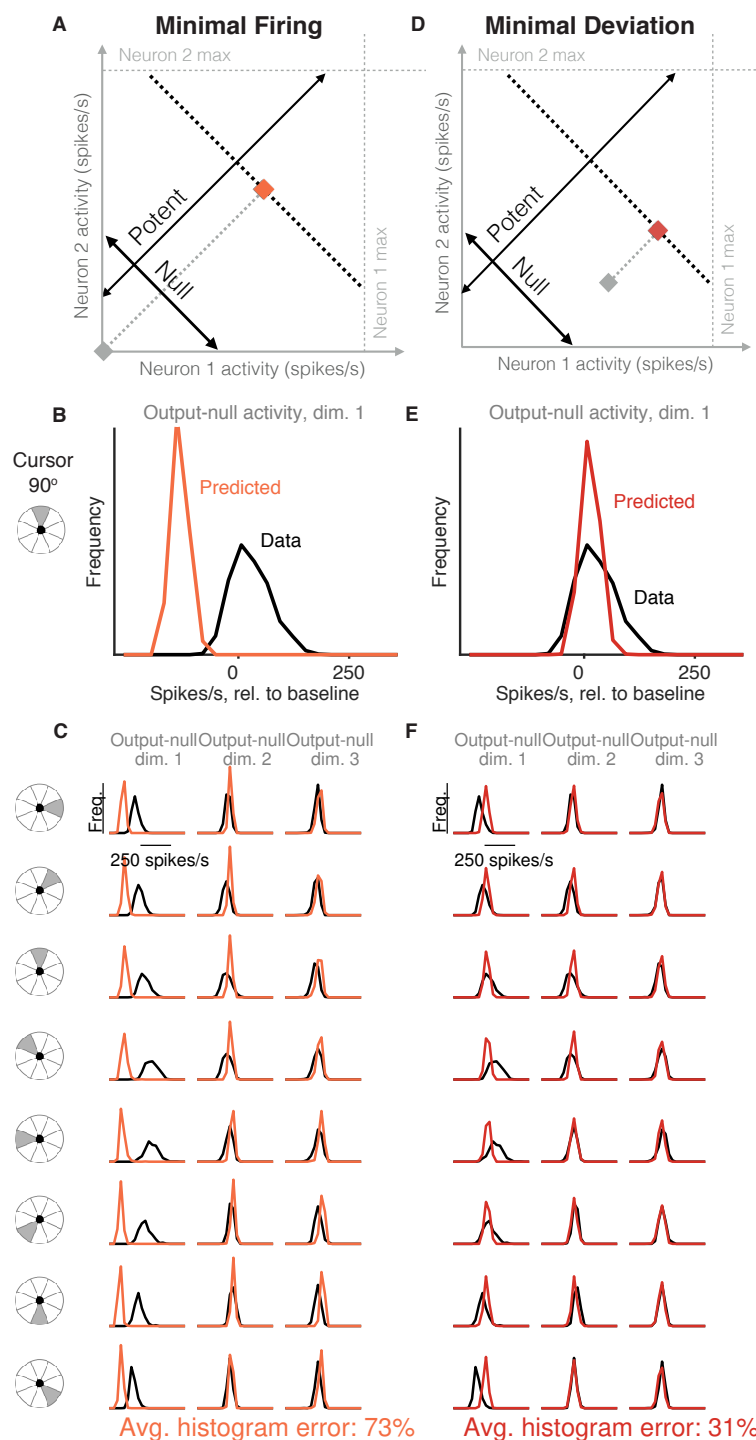 A
Minimal Firing
Neuron 2 max
Neuron 2 activity (spikes/s)
Potent
Null
Neuron 1 max
Neuron 1 activity (spikes/s)
D
Minimal Deviation
Neuron 2 max
Neuron 2 activity (spikes/s)
Potent
Null
Neuron 1 max
Neuron 1 activity (spikes/s)
B
Output-null activity, dim. 1
Cursor
90°
Frequency
Predicted
Data
0
250
Spikes/s, rel. to baseline
E
Output-null activity, dim. 1
Frequency
Predicted
Data
0
250
Spikes/s, rel. to baseline
C
Output-null
dim. 1
Output-null
dim. 2
Output-null
dim. 3
Freq.
250 spikes/s
Avg. histogram error: 73%
F
Output-null
dim. 1
Output-null
dim. 2
Output-null
dim. 3
Freq.
250 spikes/s
Avg. histogram error: 31%